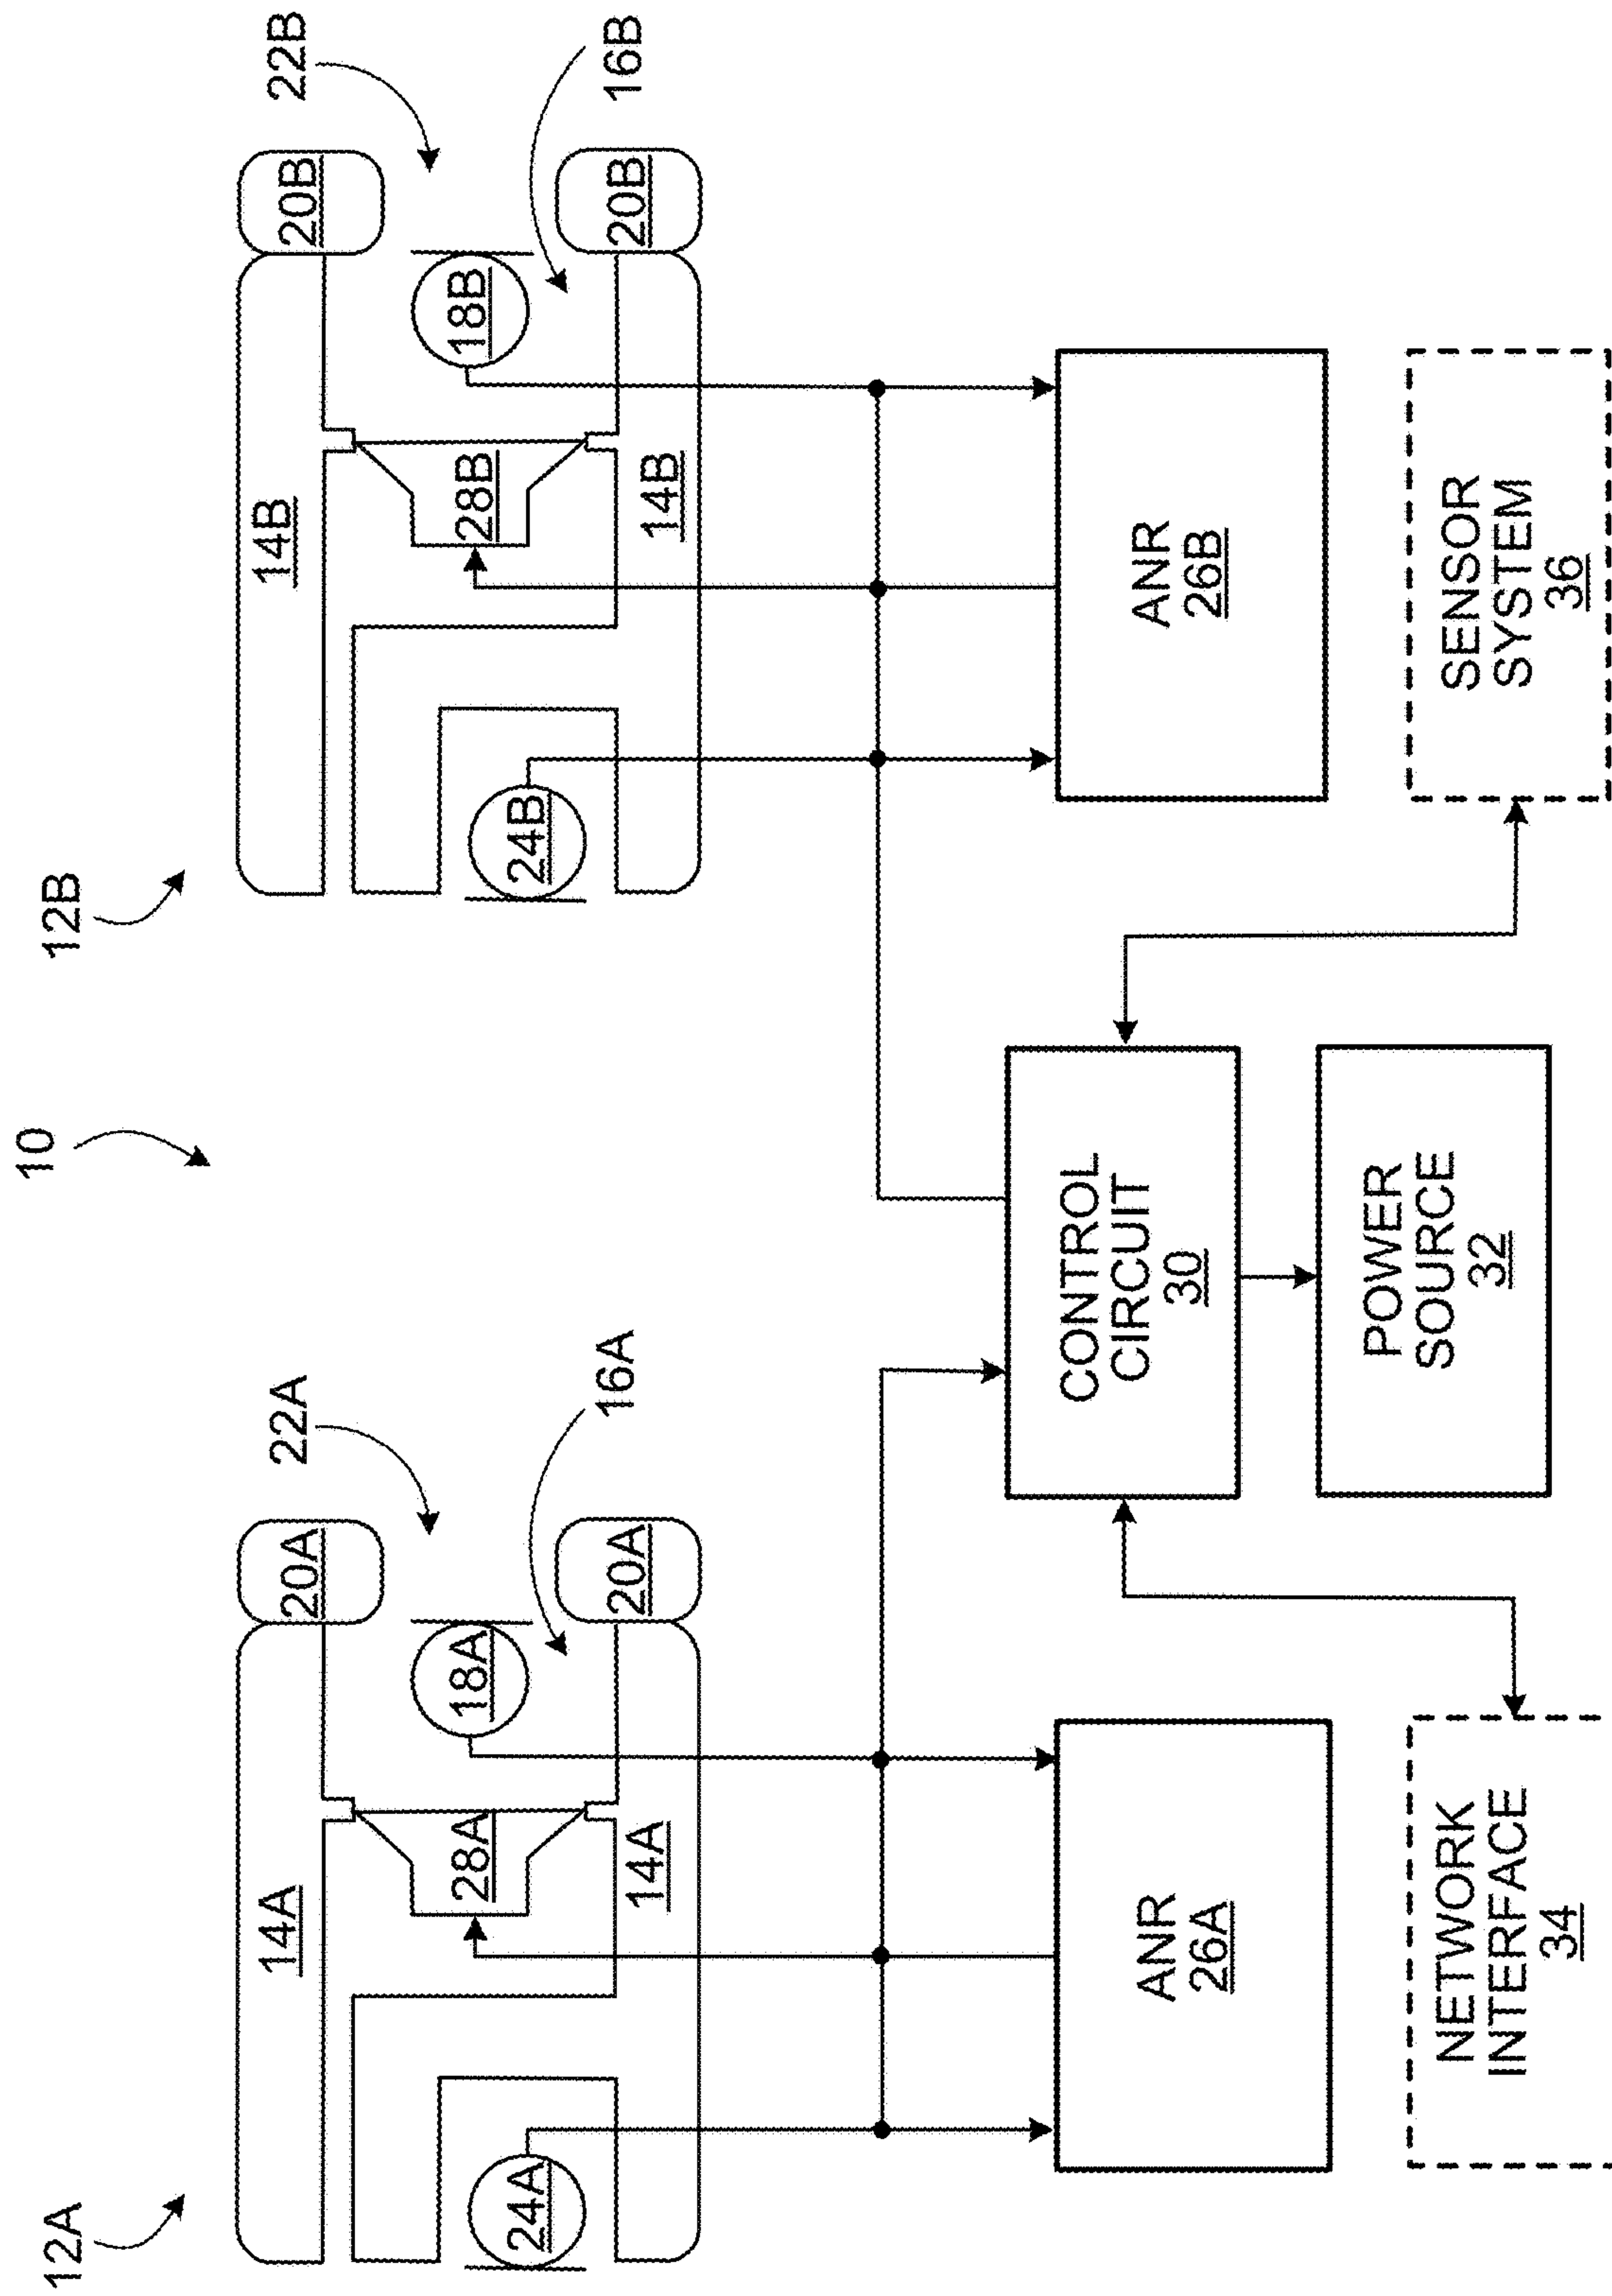 10
12A
12B
14A
20A
22A
24A
28A
18A
16A
14A
20A
14B
20B
22B
24B
28B
18B
16B
14B
20B
ANR
26A
CONTROL
CIRCUIT
30
ANR
26B
NETWORK
INTERFACE
34
POWER
SOURCE
32
SENSOR
SYSTEM
36